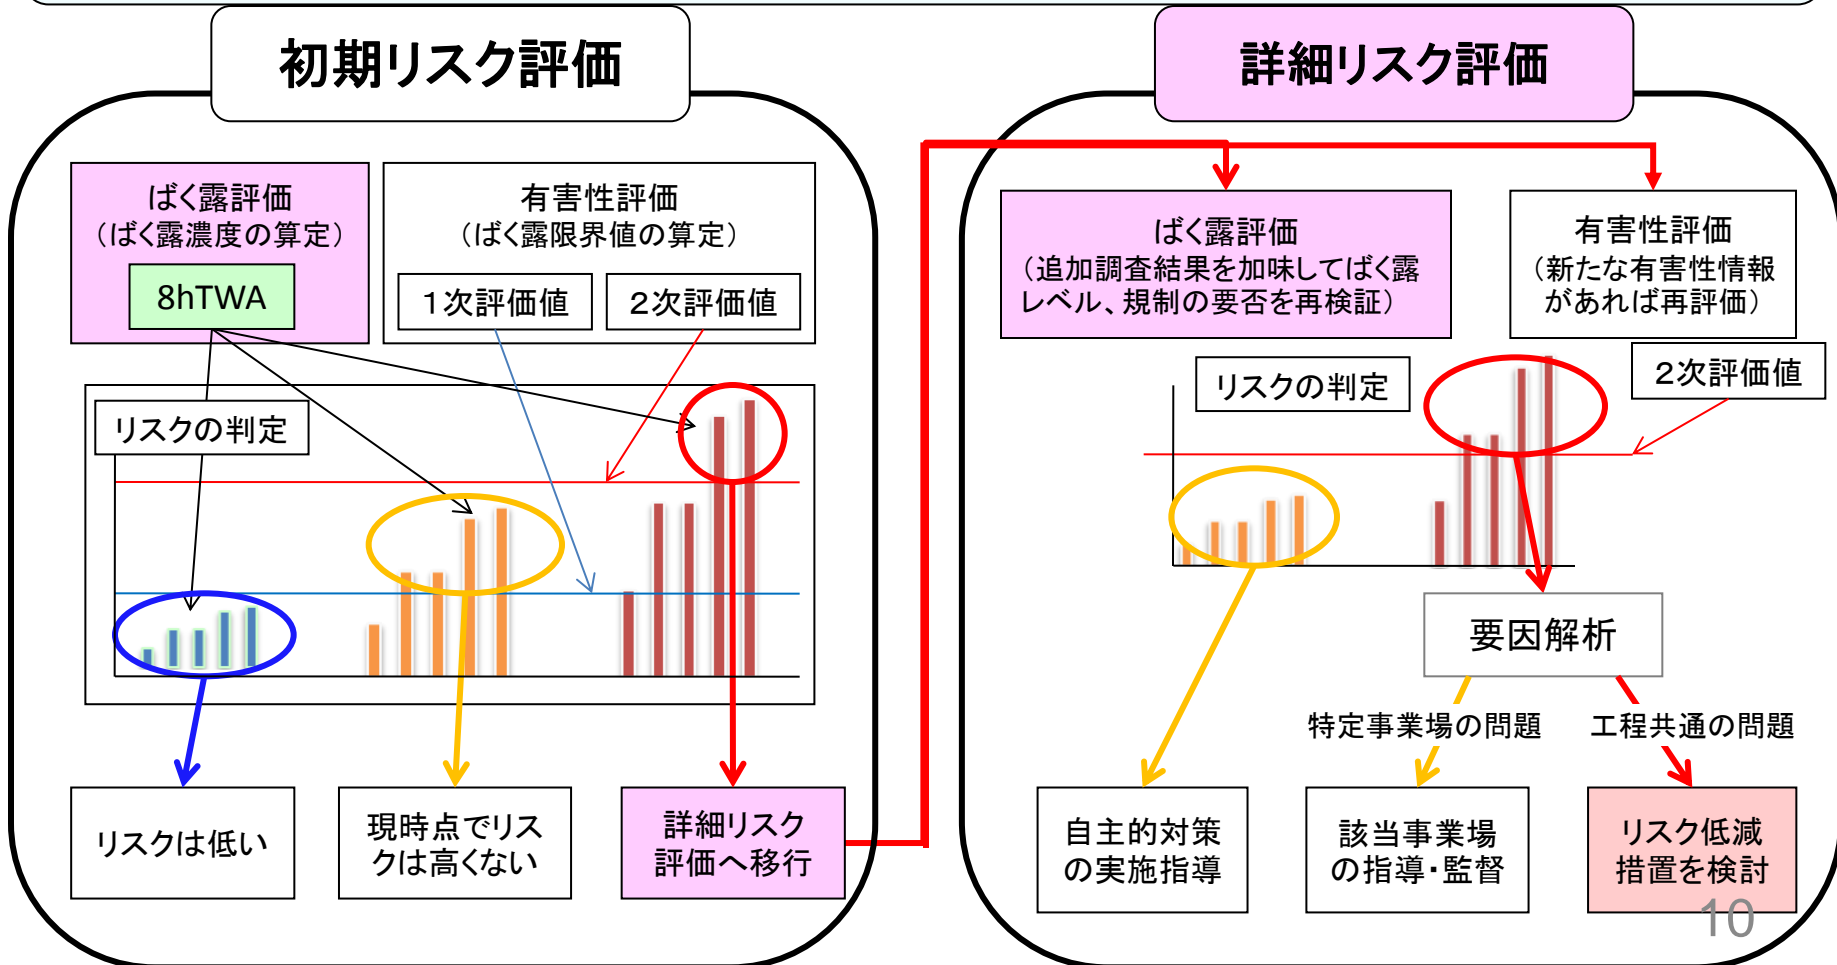 初期リスク評価
ばく露評価
（ばく露濃度の算定）
8hTWA
有害性評価
（ばく露限界値の算定）
１次評価値
２次評価値
リスクの判定
リスクは低い
現時点でリス
クは高くない
詳細リスク
評価へ移行
詳細リスク評価
ばく露評価
（追加調査結果を加味してばく露
レベル、規制の要否を再検証）
有害性評価
（新たな有害性情報
があれば再評価）
リスクの判定
２次評価値
要因解析
特定事業場の問題
工程共通の問題
自主的対策
の実施指導
該当事業場
の指導・監督
リスク低減
措置を検討
10